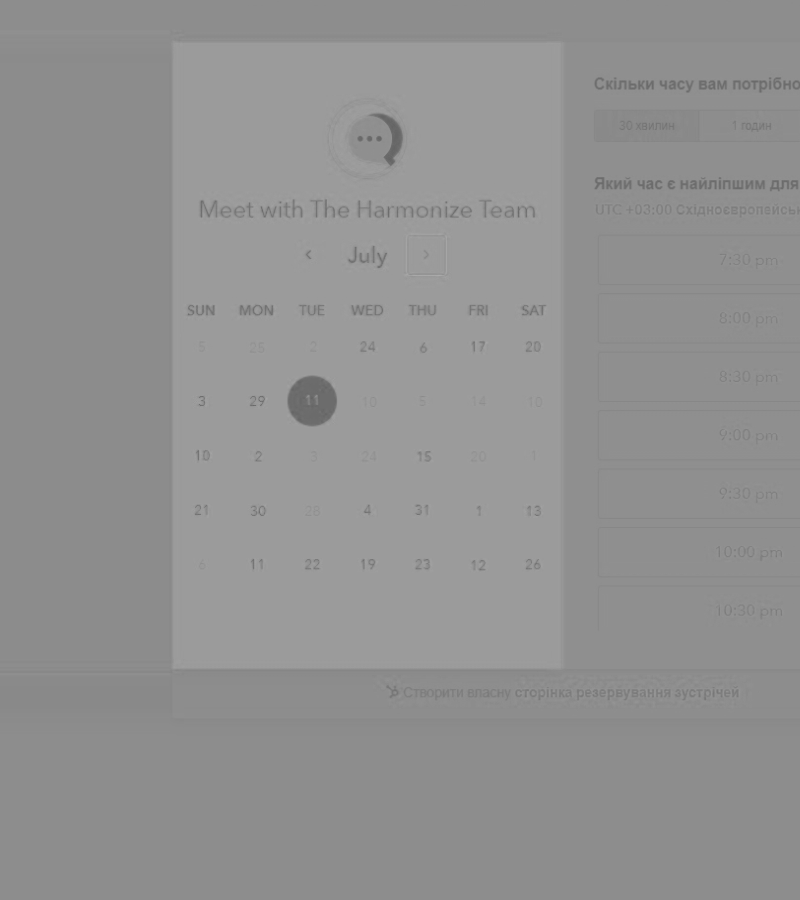 Meet with The Harmonize Team
July
SUN MON TUE WED THU FRI SAT
5 25 2 24 6 17 20
3 29 11 10 5 14 10
10 2 3 24 15 30 1
21 30 28 4 31 1 13
6 11 22 19 23 12 26
Скільки часу вам потрібно
30 хвилин 1 годин
Який час є найліпшим для
UTC +03:00 Східноєвропейськ
7:30 pm
8:00 pm
8:30 pm
9:00 pm
9:30 pm
10:00 pm
10:30 pm
Створити власну сторінка резервування зустрічей